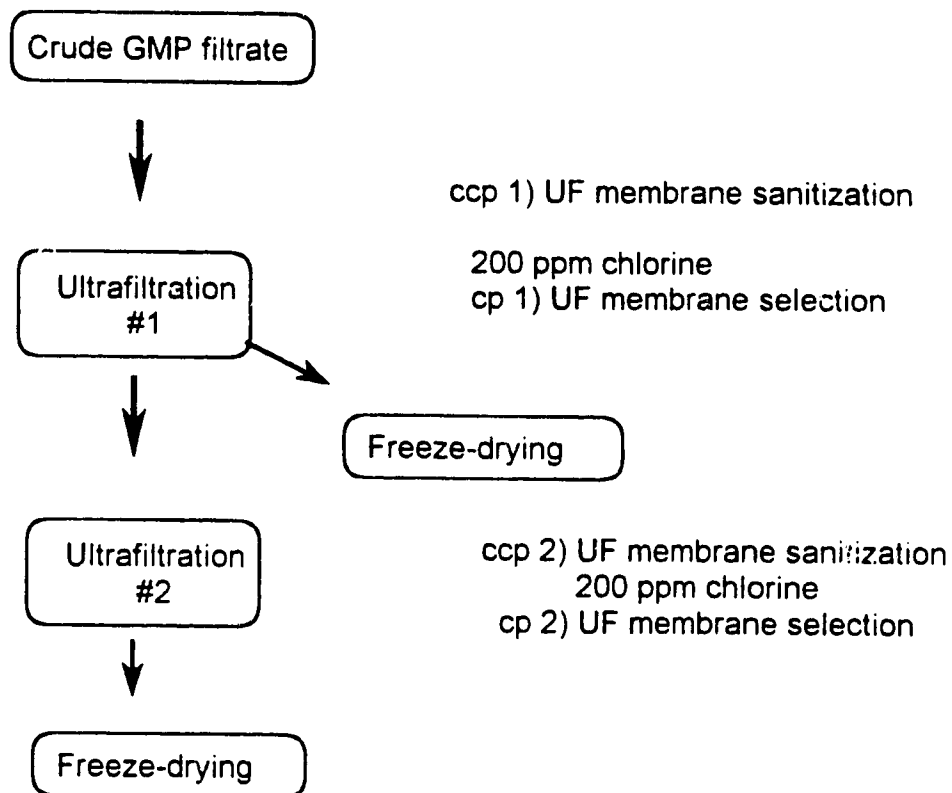 Crude GMP filtrate
ccp 1) UF membrane sanitization
200 ppm chlorine
cp 1) UF membrane selection
Ultrafiltration
#1
Freeze-drying
Ultrafiltration
#2
ccp 2) UF membrane sanitization
200 ppm chlorine
cp 2) UF membrane selection
Freeze-drying